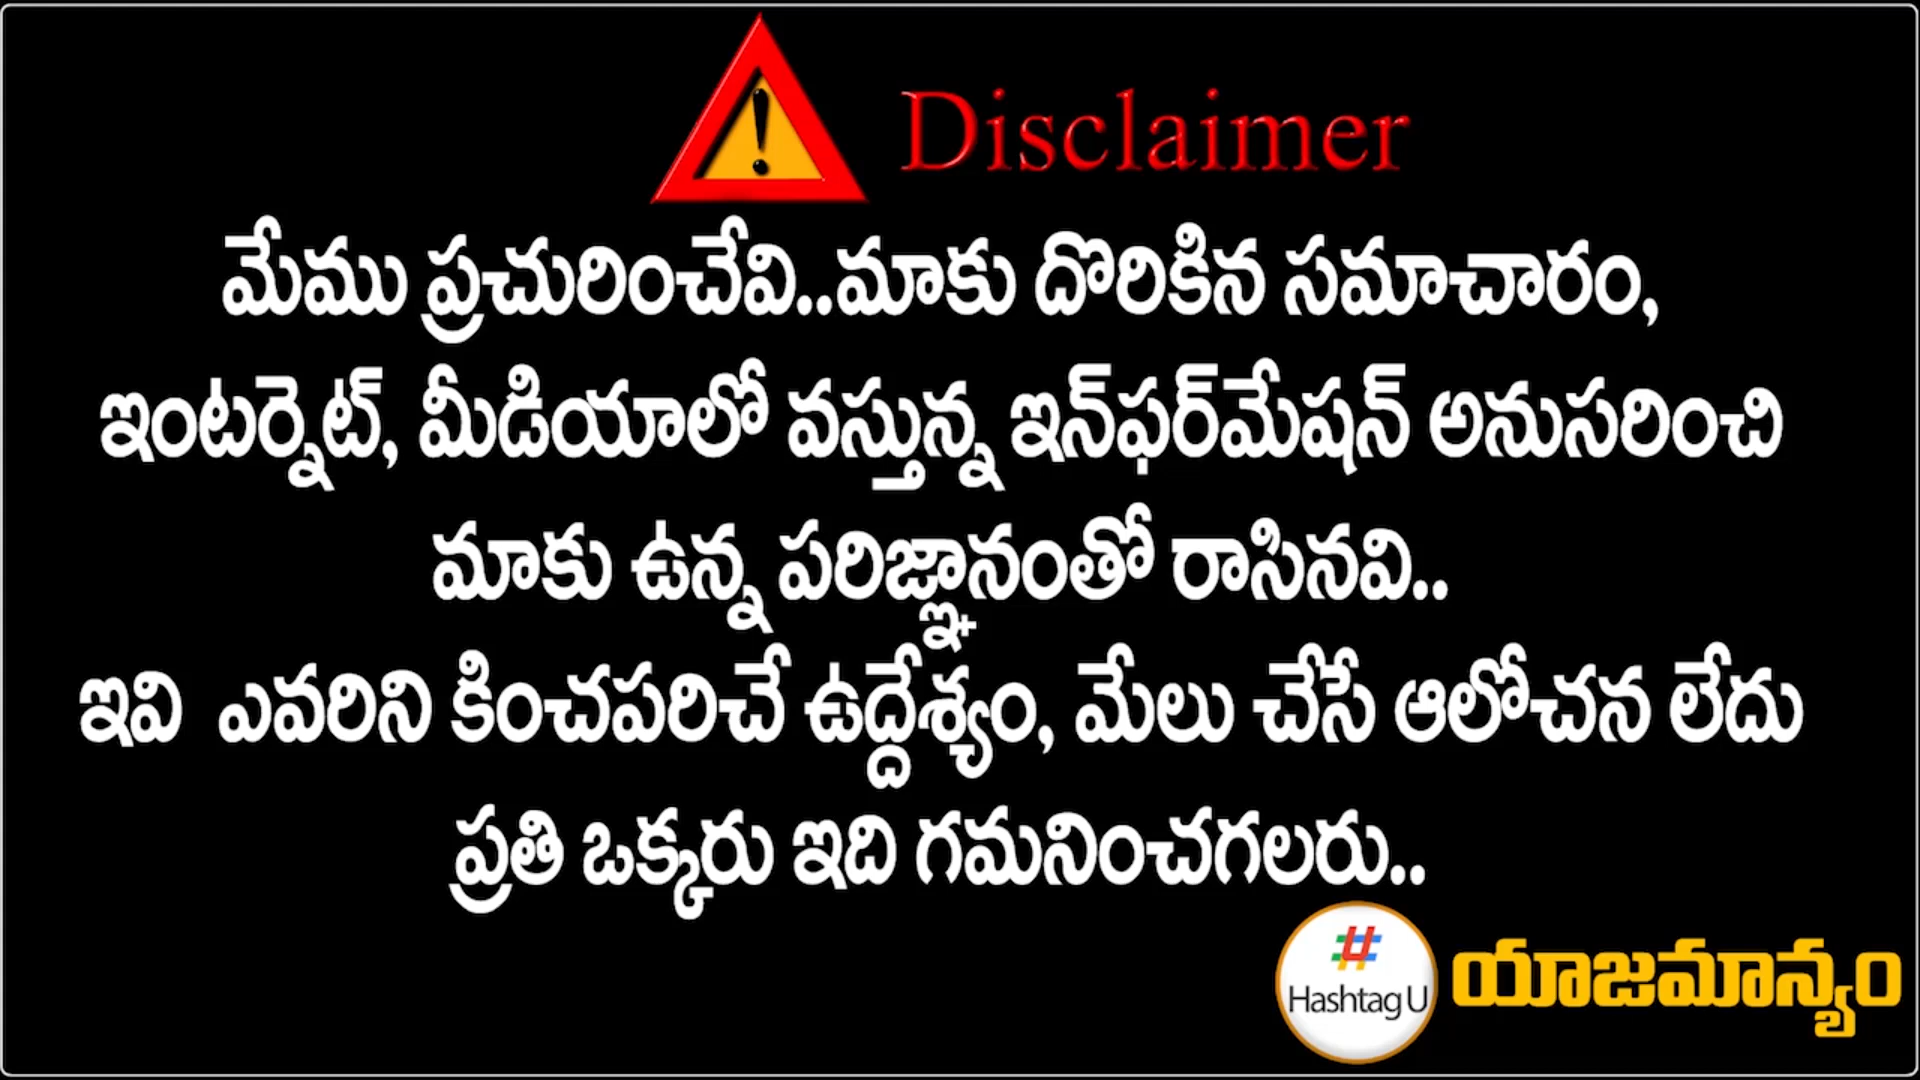 Disclaimer
మేము ప్రచురించేవి..మాకు దొరికిన సమాచారం,
ఇంటర్నెట్, మీడియాలో వస్తున్న ఇన్‌ఫర్‌మేషన్ అనుసరించి
మాకు ఉన్న పరిజ్ఞానంతో రాసినవి..
ఇవి ఎవరిని కించపరిచే ఉద్దేశ్యం, మేలు చేసే ఆలోచన లేదు
ప్రతి ఒక్కరు ఇది గమనించగలరు..
Hashtag U యాజమాన్యం